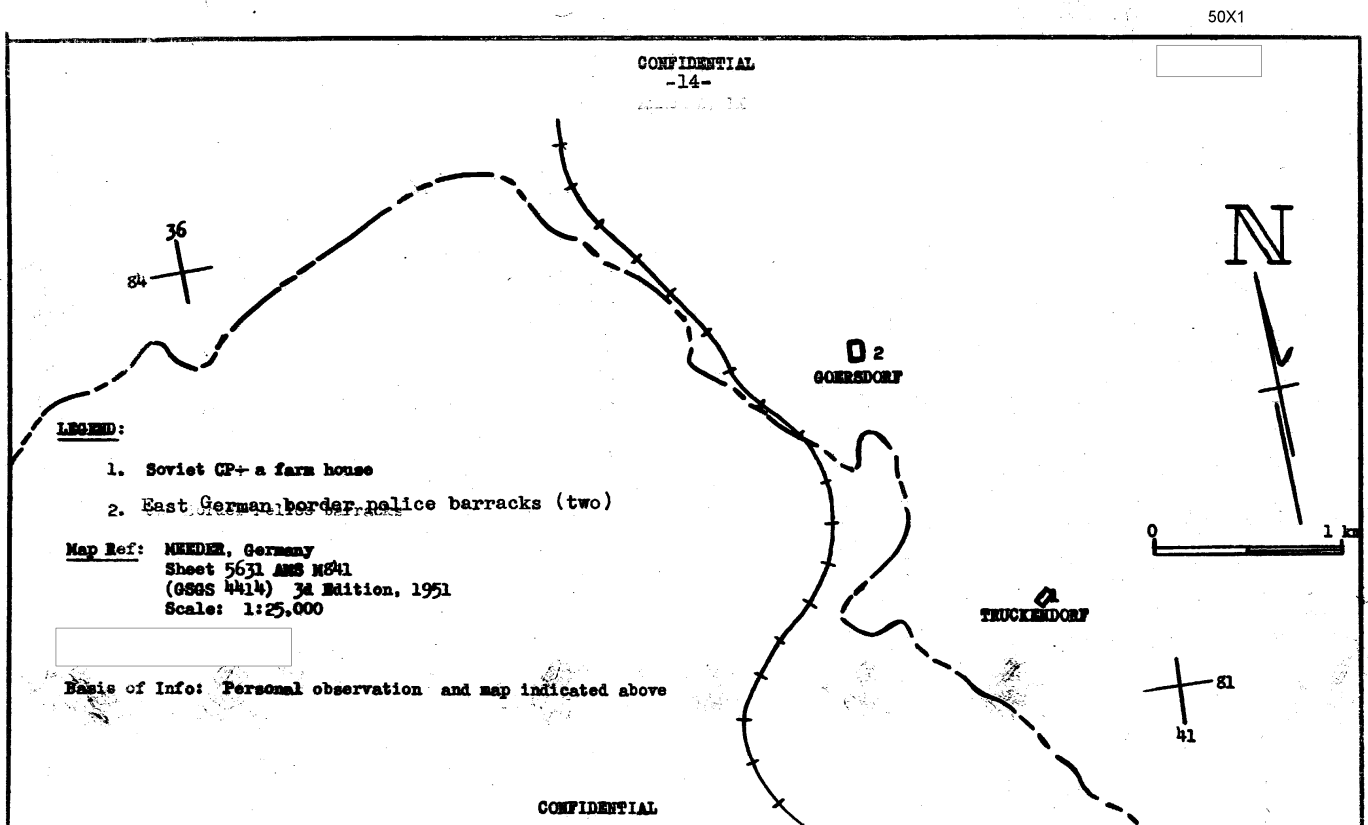 50X1
CONFIDENTIAL
-14-
N
36
84
2
GOERSDORF
LEGEND:
1. Soviet CP÷ a farm house
2. East German border police barracks (two)
0 1 km
Map Ref: MEEDER, Germany
Sheet 5631 AMS M841
(GSGS 4414) 3d Edition, 1951
Scale: 1:25,000
1
TRUCKENDORF
Basis of Info: Personal observation and map indicated above
81
41
CONFIDENTIAL